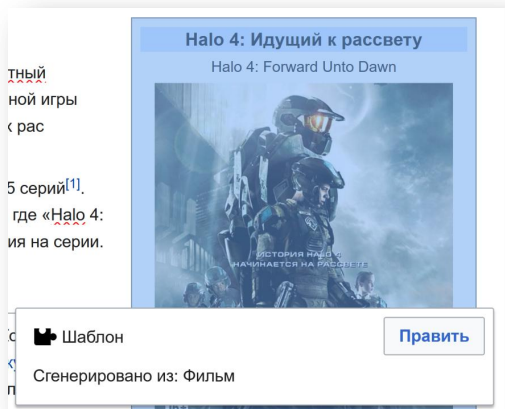 Halo 4: Идущий к рассвету
Halo 4: Forward Unto Dawn
тный
ной игры
к рас
5 серий[1].
где «Halo 4:
ия на серии.
ИСТОРИЯ HALO 4
НАЧИНАЕТСЯ НА РАССВЕТЕ
Шаблон
Править
Сгенерировано из: Фильм